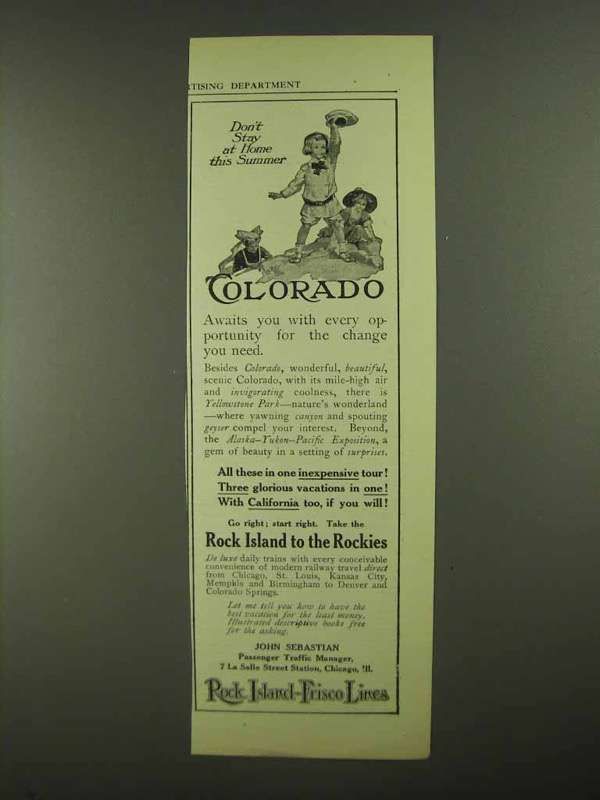 RTISING DEPARTMENT
Don't
Stay
at Home
this Summer
COLORADO
Awaits you with every op-
portunity for the change
you need.
Besides Colorado, wonderful, beautiful,
scenic Colorado, with its mile-high air
and invigorating coolness, there is
Yellowstone Park—nature's wonderland
—where yawning canyon and spouting
geyser compel your interest. Beyond,
the Alaska-Yukon-Pacific Exposition, a
gem of beauty in a setting of surprises.
All these in one inexpensive tour!
Three glorious vacations in one!
With California too, if you will!
Go right; start right. Take the
Rock Island to the Rockies
De luxe daily trains with every conceivable
convenience of modern railway travel direct
from Chicago, St. Louis, Kansas City,
Memphis and Birmingham to Denver and
Colorado Springs.
Let me tell you how to have the
best vacation for the least money.
Illustrated descriptive books free
for the asking.
JOHN SEBASTIAN
Passenger Traffic Manager,
7 La Salle Street Station, Chicago, Ill.
Rock Island-Frisco Lines